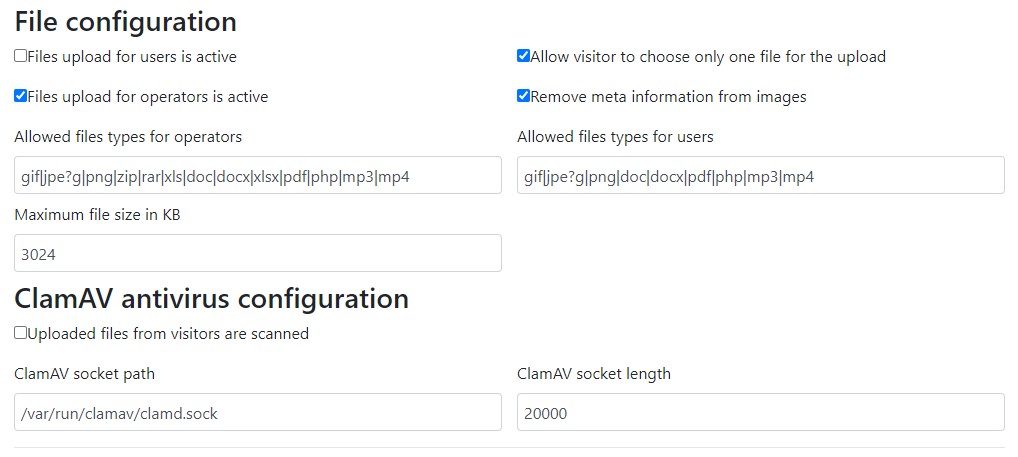 File configuration
Files upload for users is active
Allow visitor to choose only one file for the upload
Files upload for operators is active
Remove meta information from images
Allowed files types for operators
Allowed files types for users
gif|jpe?g|png|zip|rar|xls|doc|docx|xlsx|pdf|php|mp3|mp4
gif|jpe?g|png|doc|docx|pdf|php|mp3|mp4
Maximum file size in KB
3024
ClamAV antivirus configuration
Uploaded files from visitors are scanned
ClamAV socket path
ClamAV socket length
/var/run/clamav/clamd.sock
20000